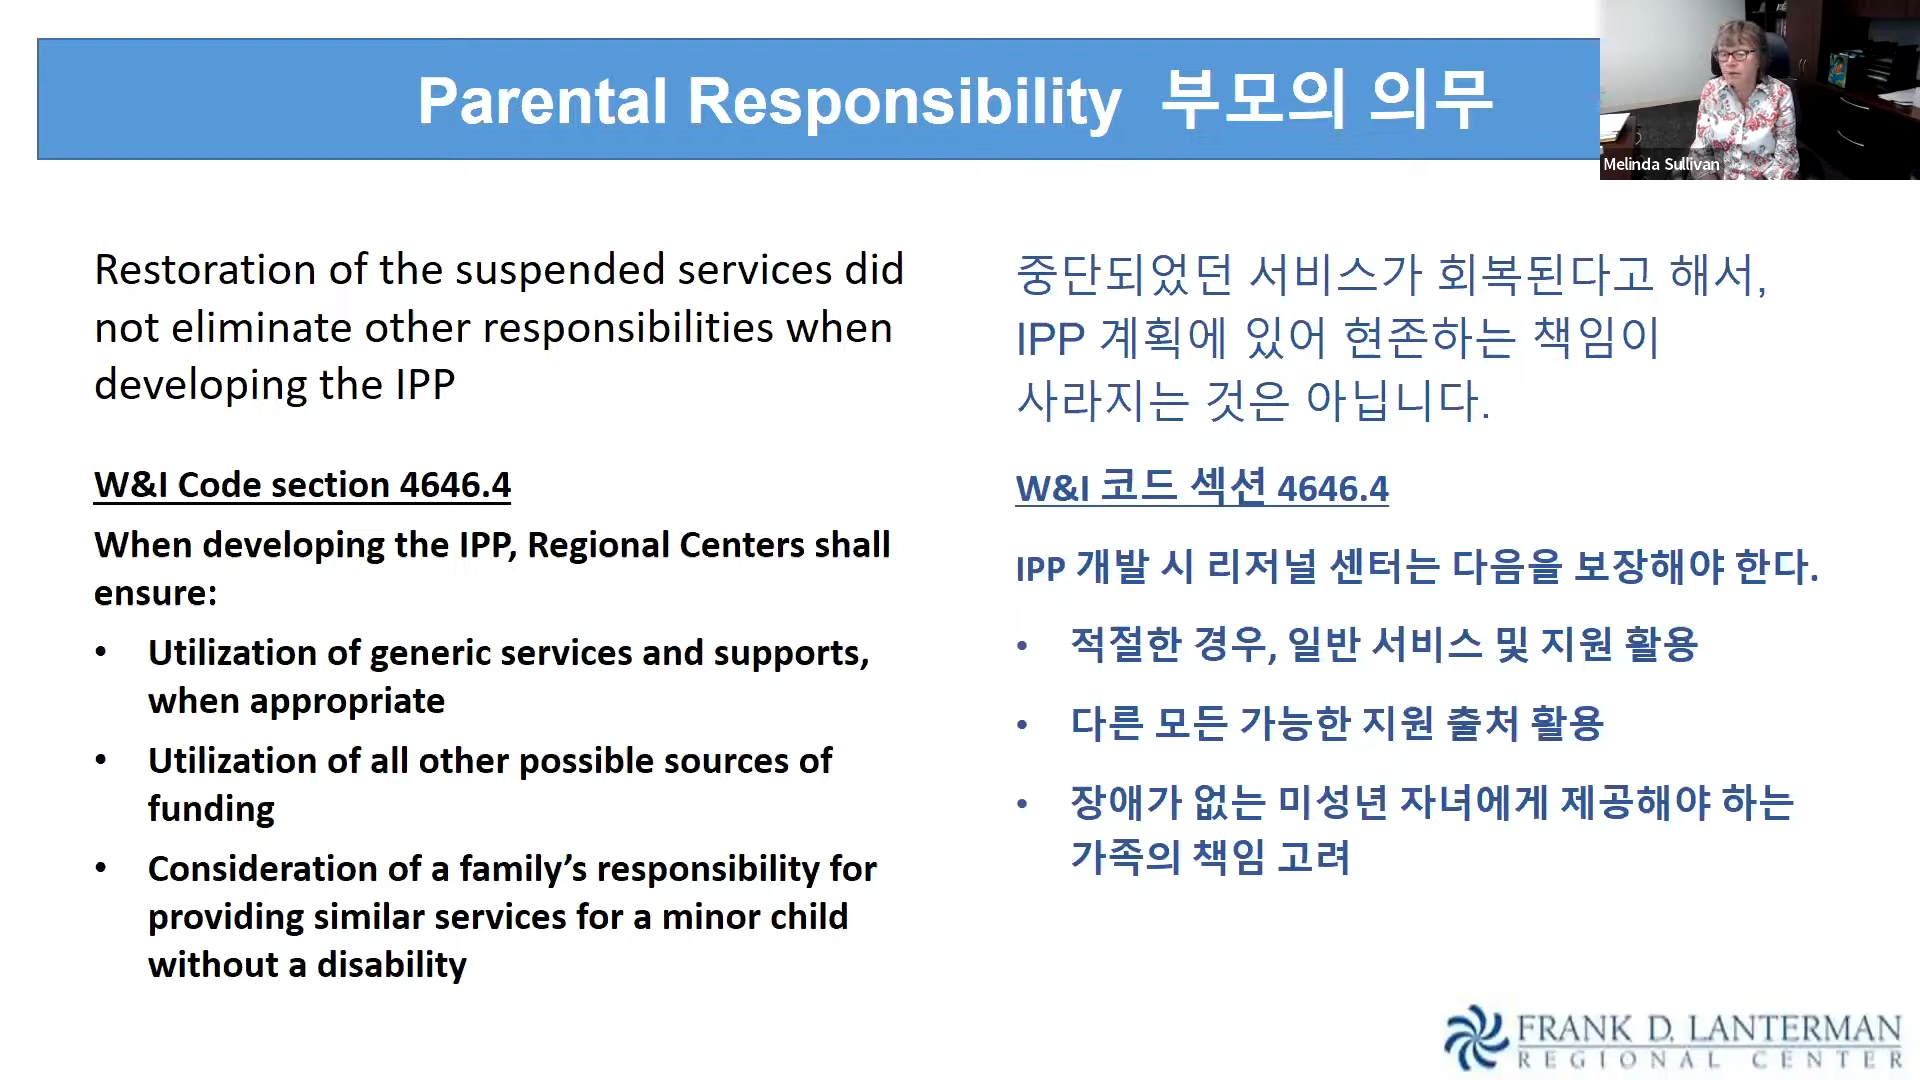 Parental Responsibility 부모의 의무
Melinda Sullivan
Restoration of the suspended services did
not eliminate other responsibilities when
developing the IPP
W&I Code section 4646.4
When developing the IPP, Regional Centers shall
ensure:
• Utilization of generic services and supports,
when appropriate
• Utilization of all other possible sources of
funding
• Consideration of a family’s responsibility for
providing similar services for a minor child
without a disability
중단되었던 서비스가 회복된다고 해서,
IPP 계획에 있어 현존하는 책임이
사라지는 것은 아닙니다.
W&I 코드 섹션 4646.4
IPP 개발 시 리저널 센터는 다음을 보장해야 한다.
• 적절한 경우, 일반 서비스 및 지원 활용
• 다른 모든 가능한 지원 출처 활용
• 장애가 없는 미성년 자녀에게 제공해야 하는
가족의 책임 고려
FRANK D. LANTERMAN
REGIONAL CENTER